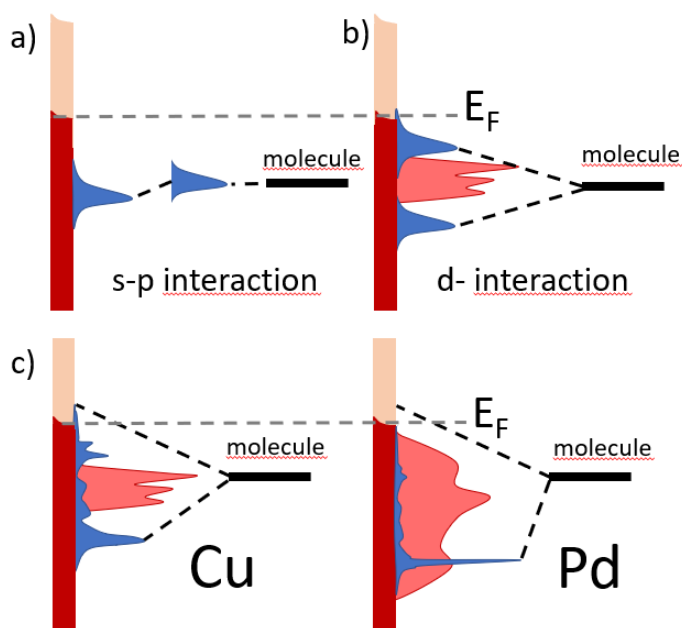 a)
b)
E_F
molecule
molecule
s-p interaction
d- interaction
c)
E_F
molecule
molecule
Cu
Pd